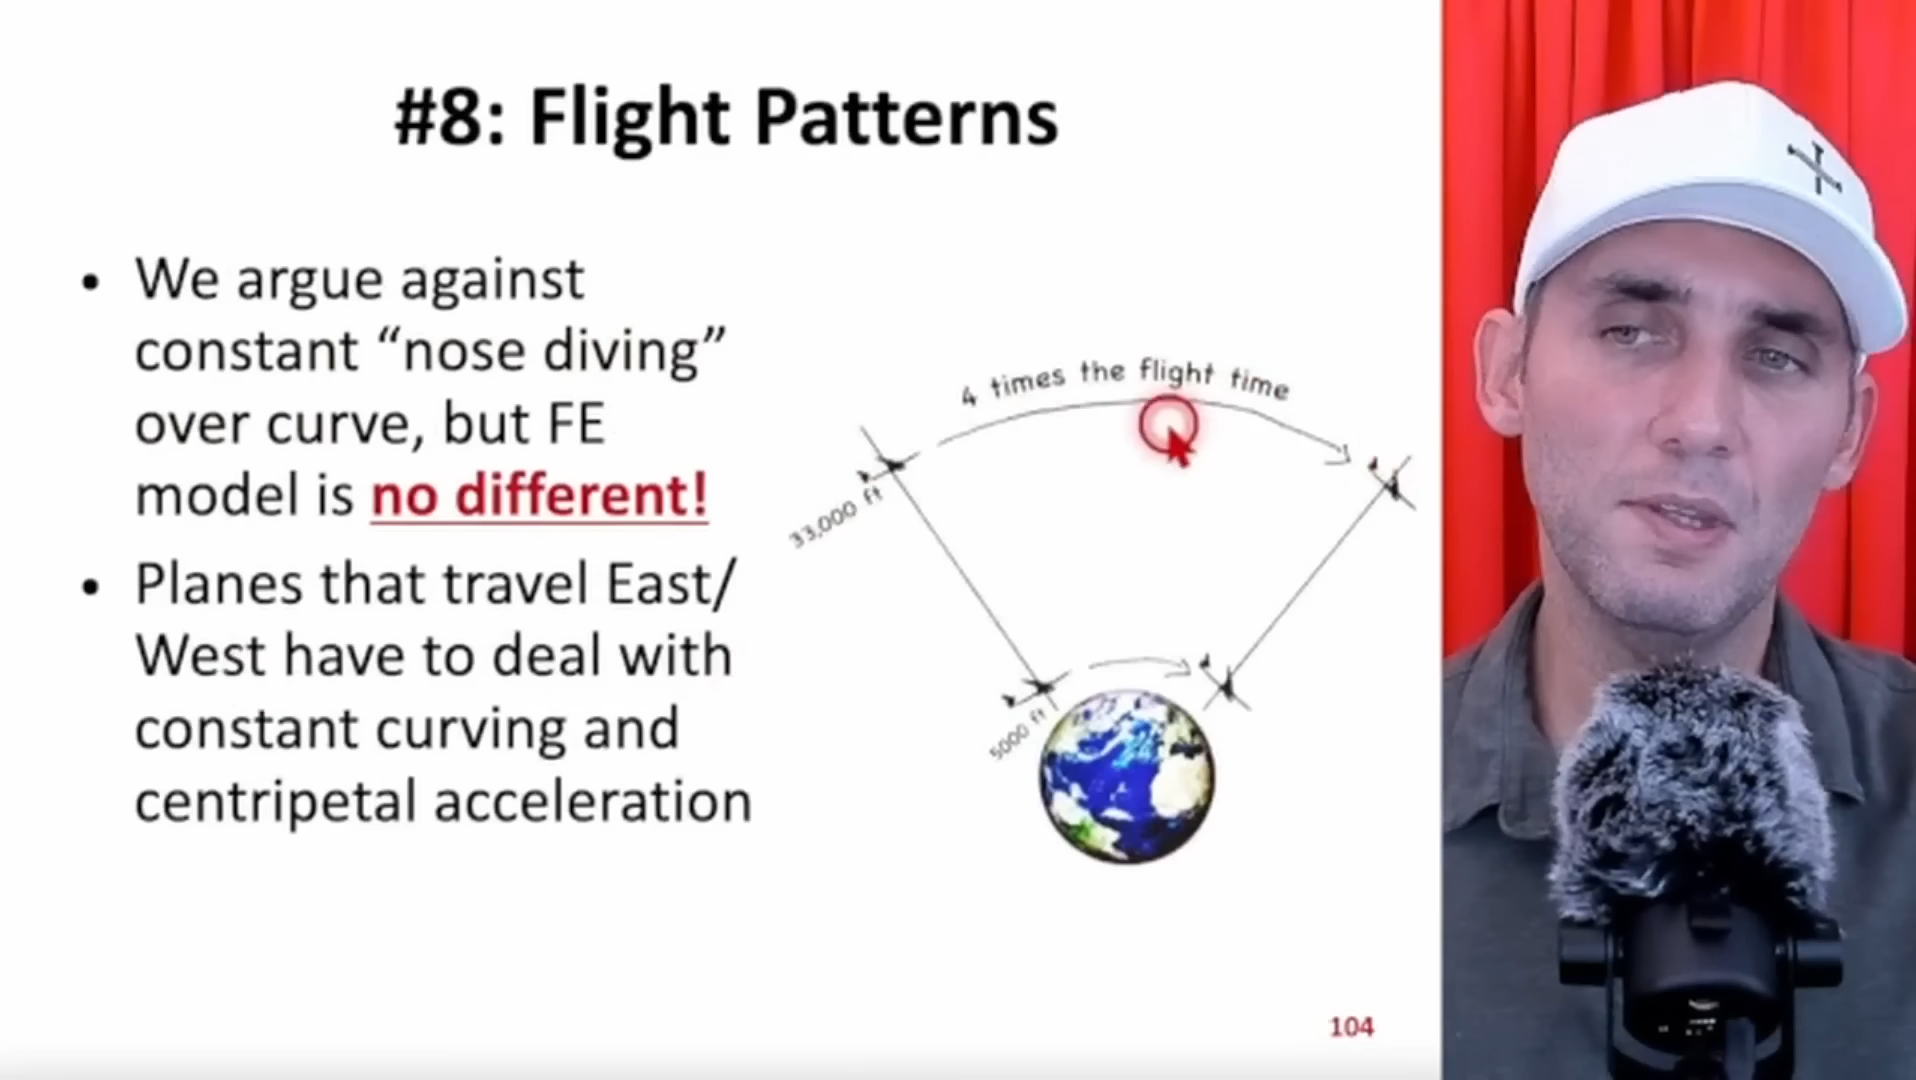 #8: Flight Patterns
• We argue against
constant “nose diving”
over curve, but FE
model is no different!
• Planes that travel East/
West have to deal with
constant curving and
centripetal acceleration
4 times the flight time
33,000 ft
5000 ft
104